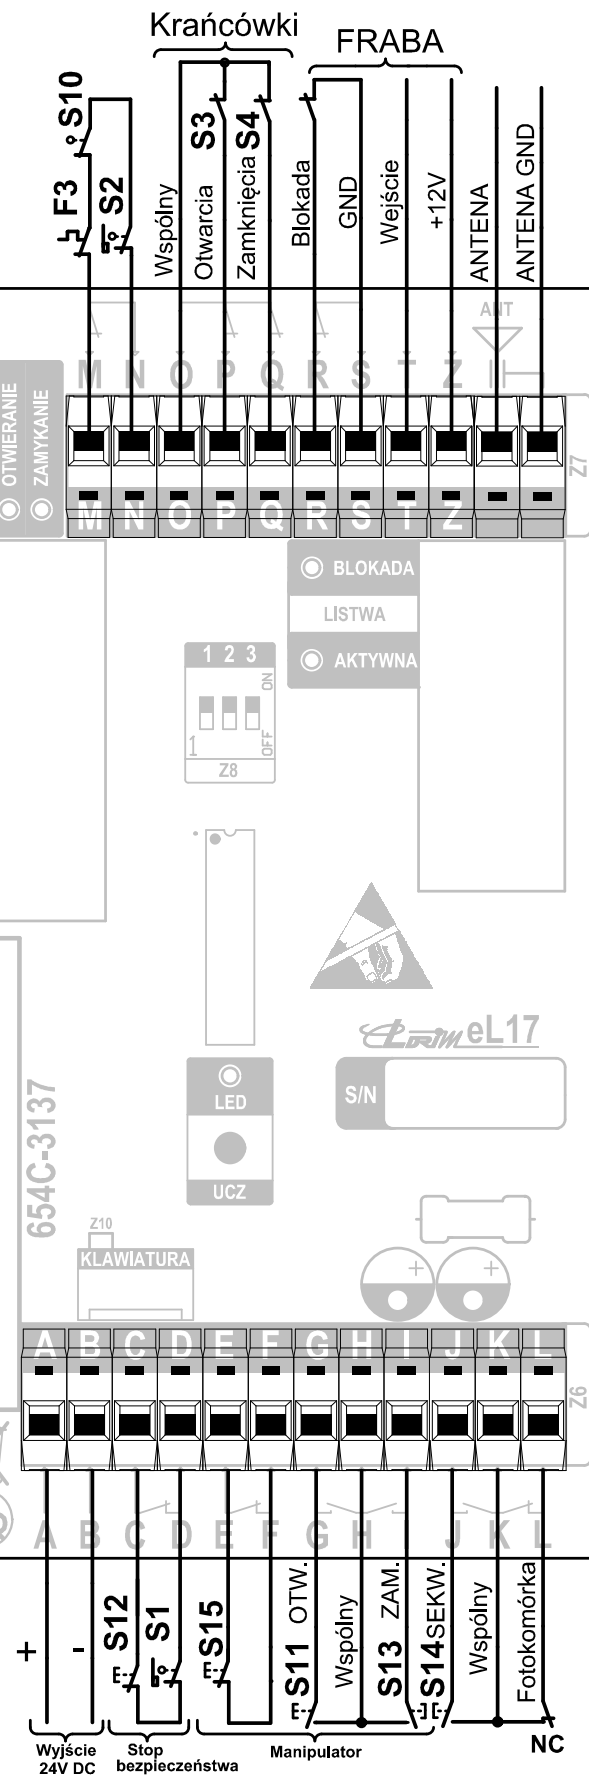 Krańcówki
FRABA
S10
F3
S2
Wspólny
S3
Otwarcia
S4
Zamknięcia
Blokada
GND
Wejście
+12V
ANTENA
ANTENA GND
ANT
M N O P Q R S T Z
OTWIERANIE
ZAMYKANIE
Z7
M N O P Q R S T Z
BLOKADA
LISTWA
AKTYWNA
1 2 3
ON
OFF
1
Z8
eL17
S/N
LED
UCZ
654C-3137
Z10
KLAWIATURA
+ +
A B C D E F G H I J K L
Z6
A B C D E F G H I J K L
+
-
S12
S1
S15
S11
OTW.
Wspólny
S13
ZAM.
S14
SEKW.
Wspólny
Fotokomórka
NC
Wyjście
24V DC
Stop
bezpieczeństwa
Manipulator